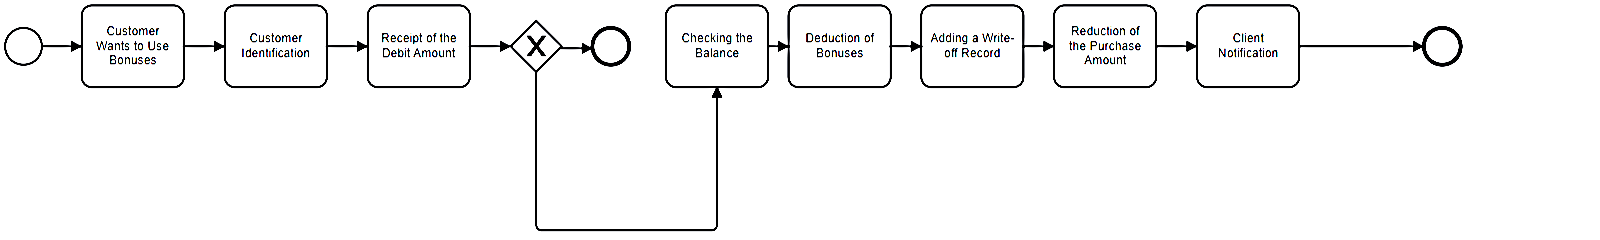 Customer
Wants to Use
Bonuses
Customer
Identification
Receipt of the
Debit Amount
X
Checking the
Balance
Deduction of
Bonuses
Adding a Write-
off Record
Reduction of
the Purchase
Amount
Client
Notification